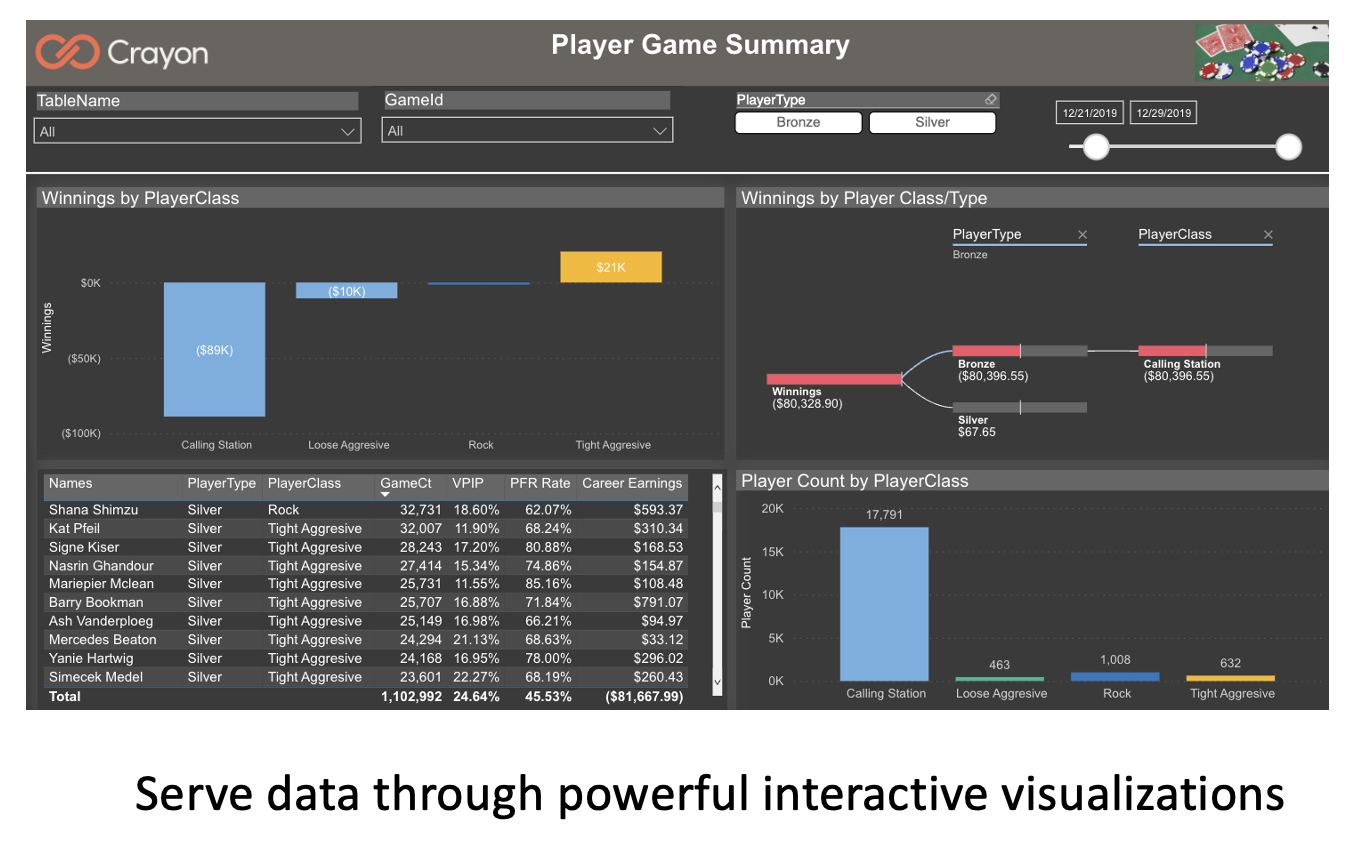 Crayon
Player Game Summary
TableName
All
GameId
All
PlayerType
Bronze Silver
12/21/2019 12/29/2019
Winnings by PlayerClass
Winnings
$0K
($50K)
($100K)
($89K)
($10K)
$21K
Calling Station Loose Aggresive Rock Tight Aggresive
Winnings by Player Class/Type
PlayerType PlayerClass
Bronze
Winnings
($80,328.90)
Bronze
($80,396.55)
Silver
$67.65
Calling Station
($80,396.55)
Names PlayerType PlayerClass GameCt VPIP PFR Rate Career Earnings
Shana Shimzu Silver Rock 32,731 18.60% 62.07% $593.37
Kat Pfeil Silver Tight Aggresive 32,007 11.90% 68.24% $310.34
Signe Kiser Silver Tight Aggresive 28,243 17.20% 80.88% $168.53
Nasrin Ghandour Silver Tight Aggresive 27,414 15.34% 74.86% $154.87
Mariepier Mclean Silver Tight Aggresive 25,731 11.55% 85.16% $108.48
Barry Bookman Silver Tight Aggresive 25,707 16.88% 71.84% $791.07
Ash Vanderploeg Silver Tight Aggresive 25,149 16.98% 66.21% $94.97
Mercedes Beaton Silver Tight Aggresive 24,294 21.13% 68.63% $33.12
Yanie Hartwig Silver Tight Aggresive 24,168 16.95% 78.00% $296.02
Simecek Medel Silver Tight Aggresive 23,601 22.27% 68.19% $260.43
Total 1,102,992 24.64% 45.53% ($81,667.99)
Player Count by PlayerClass
Player Count
20K
15K
10K
5K
0K
17,791
463
1,008
632
Calling Station Loose Aggresive Rock Tight Aggresive
Serve data through powerful interactive visualizations